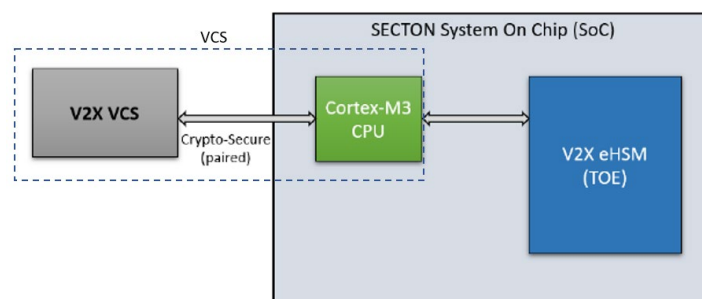 SECTON System On Chip (SoC)
VCS
V2X VCS
Crypto-Secure
(paired)
Cortex-M3
CPU
V2X eHSM
(TOE)